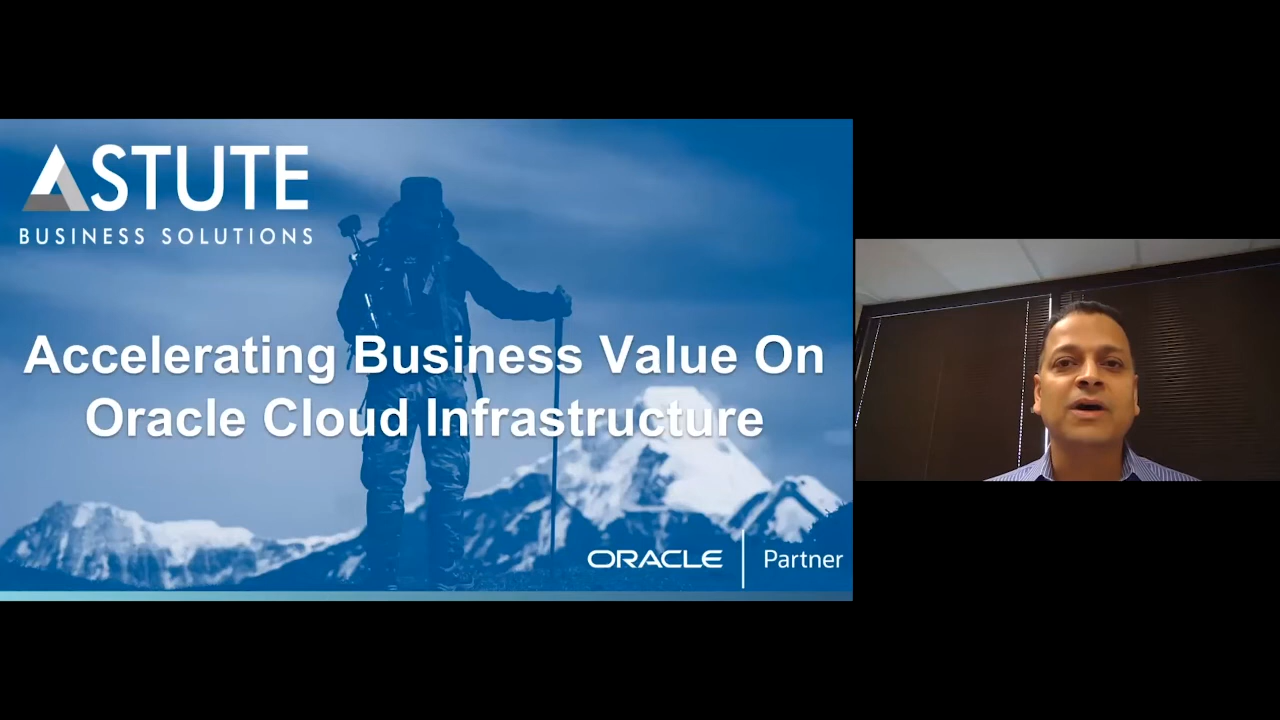 ASTUTE
BUSINESS SOLUTIONS
Accelerating Business Value On
Oracle Cloud Infrastructure
ORACLE | Partner